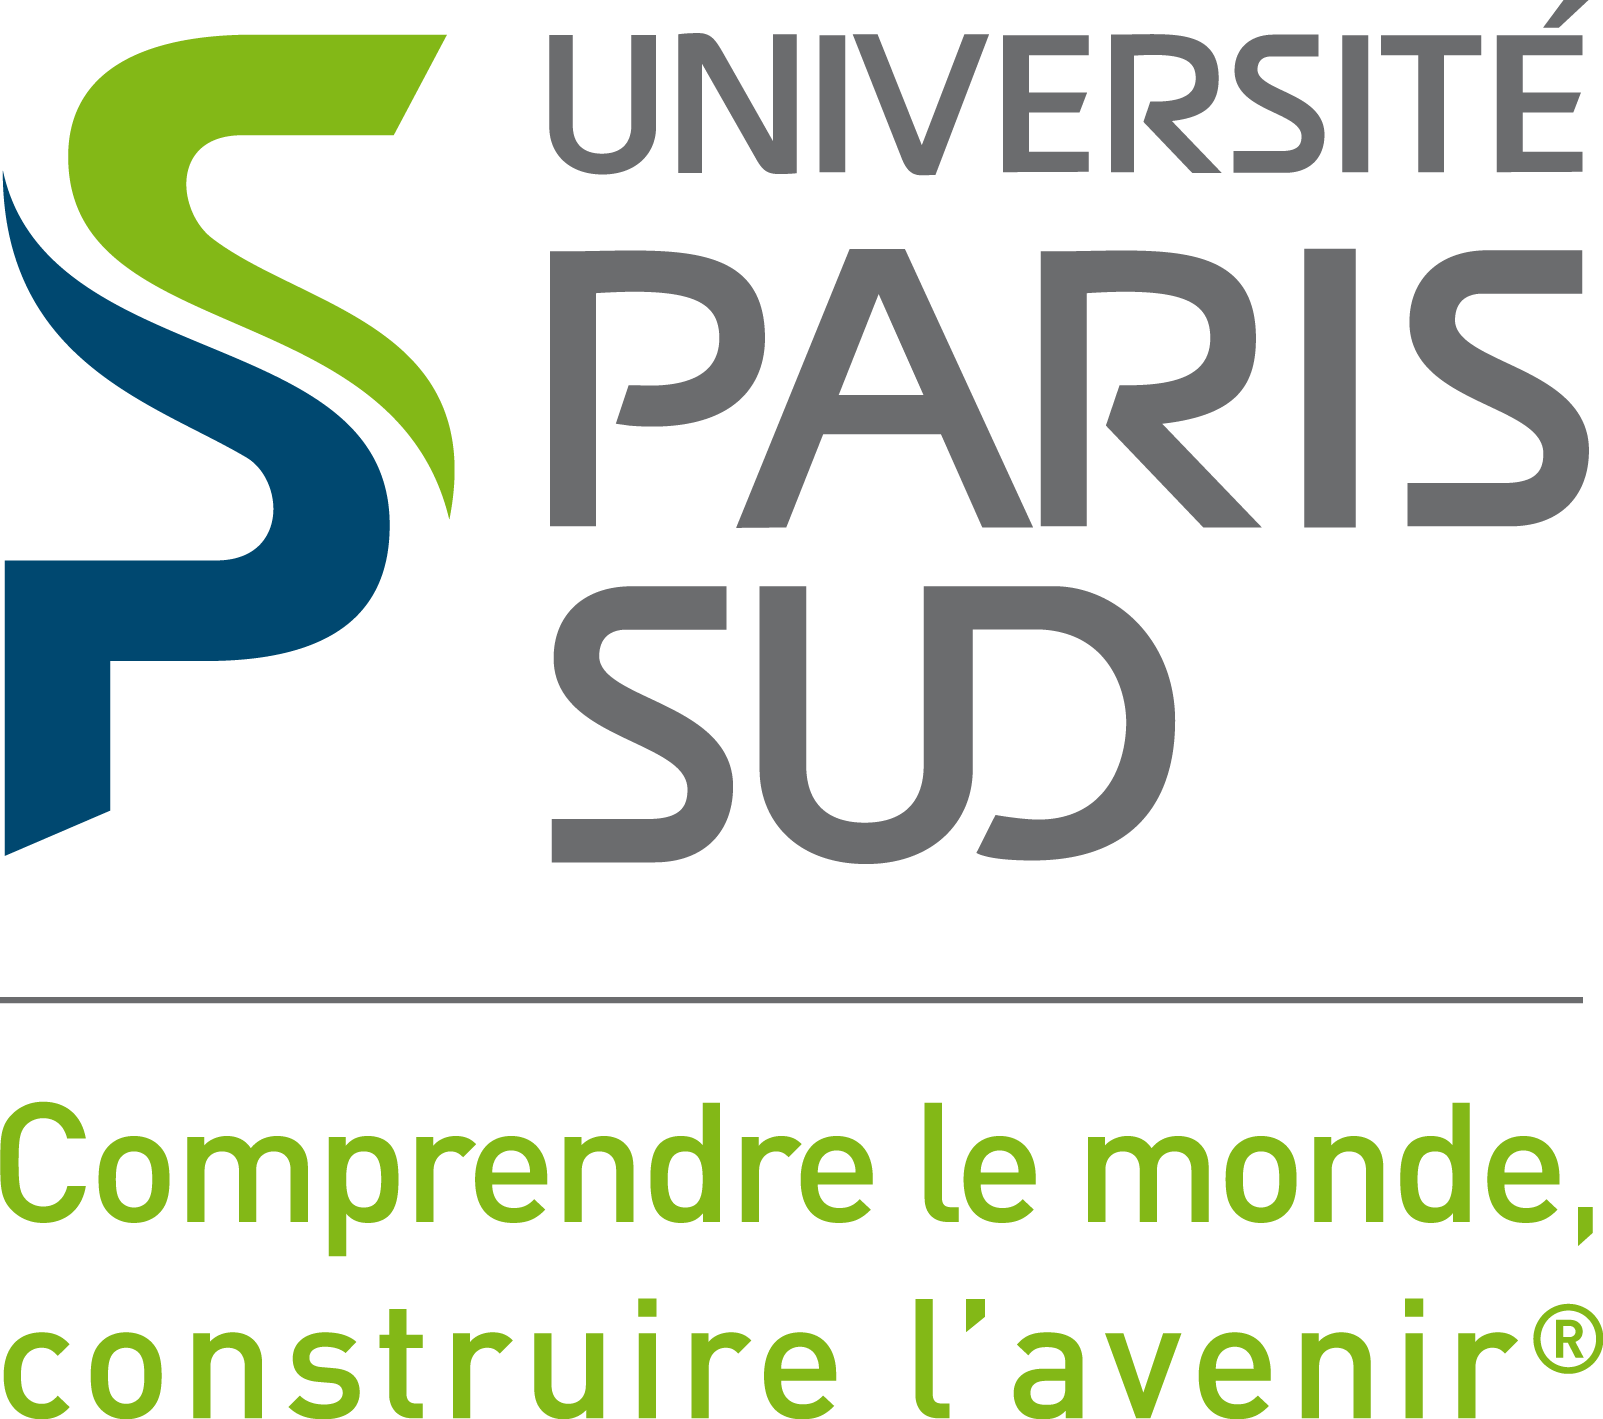 UNIVERSITÉ
PARIS
SUD
Comprendre le monde,
construire l'avenir®